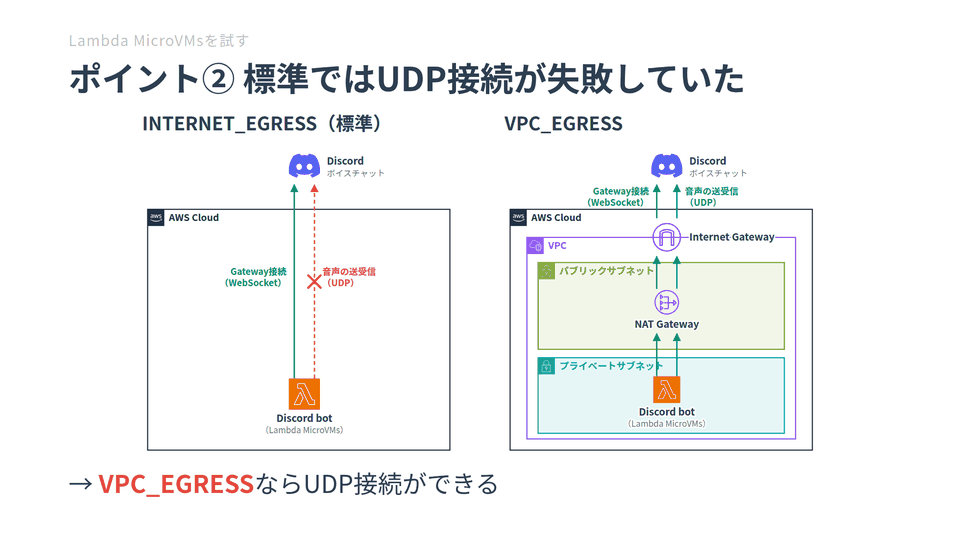 Lambda MicroVMsを試す
ポイント② 標準ではUDP接続が失敗していた
INTERNET_EGRESS（標準）
Discord
ボイスチャット
aws
AWS Cloud
Gateway接続
（WebSocket）
音声の送受信
（UDP）
Discord bot
（Lambda MicroVMs）
VPC_EGRESS
Discord
ボイスチャット
Gateway接続
（WebSocket）
音声の送受信
（UDP）
aws
AWS Cloud
Internet Gateway
VPC
パブリックサブネット
NAT Gateway
プライベートサブネット
Discord bot
（Lambda MicroVMs）
→ VPC_EGRESSならUDP接続ができる